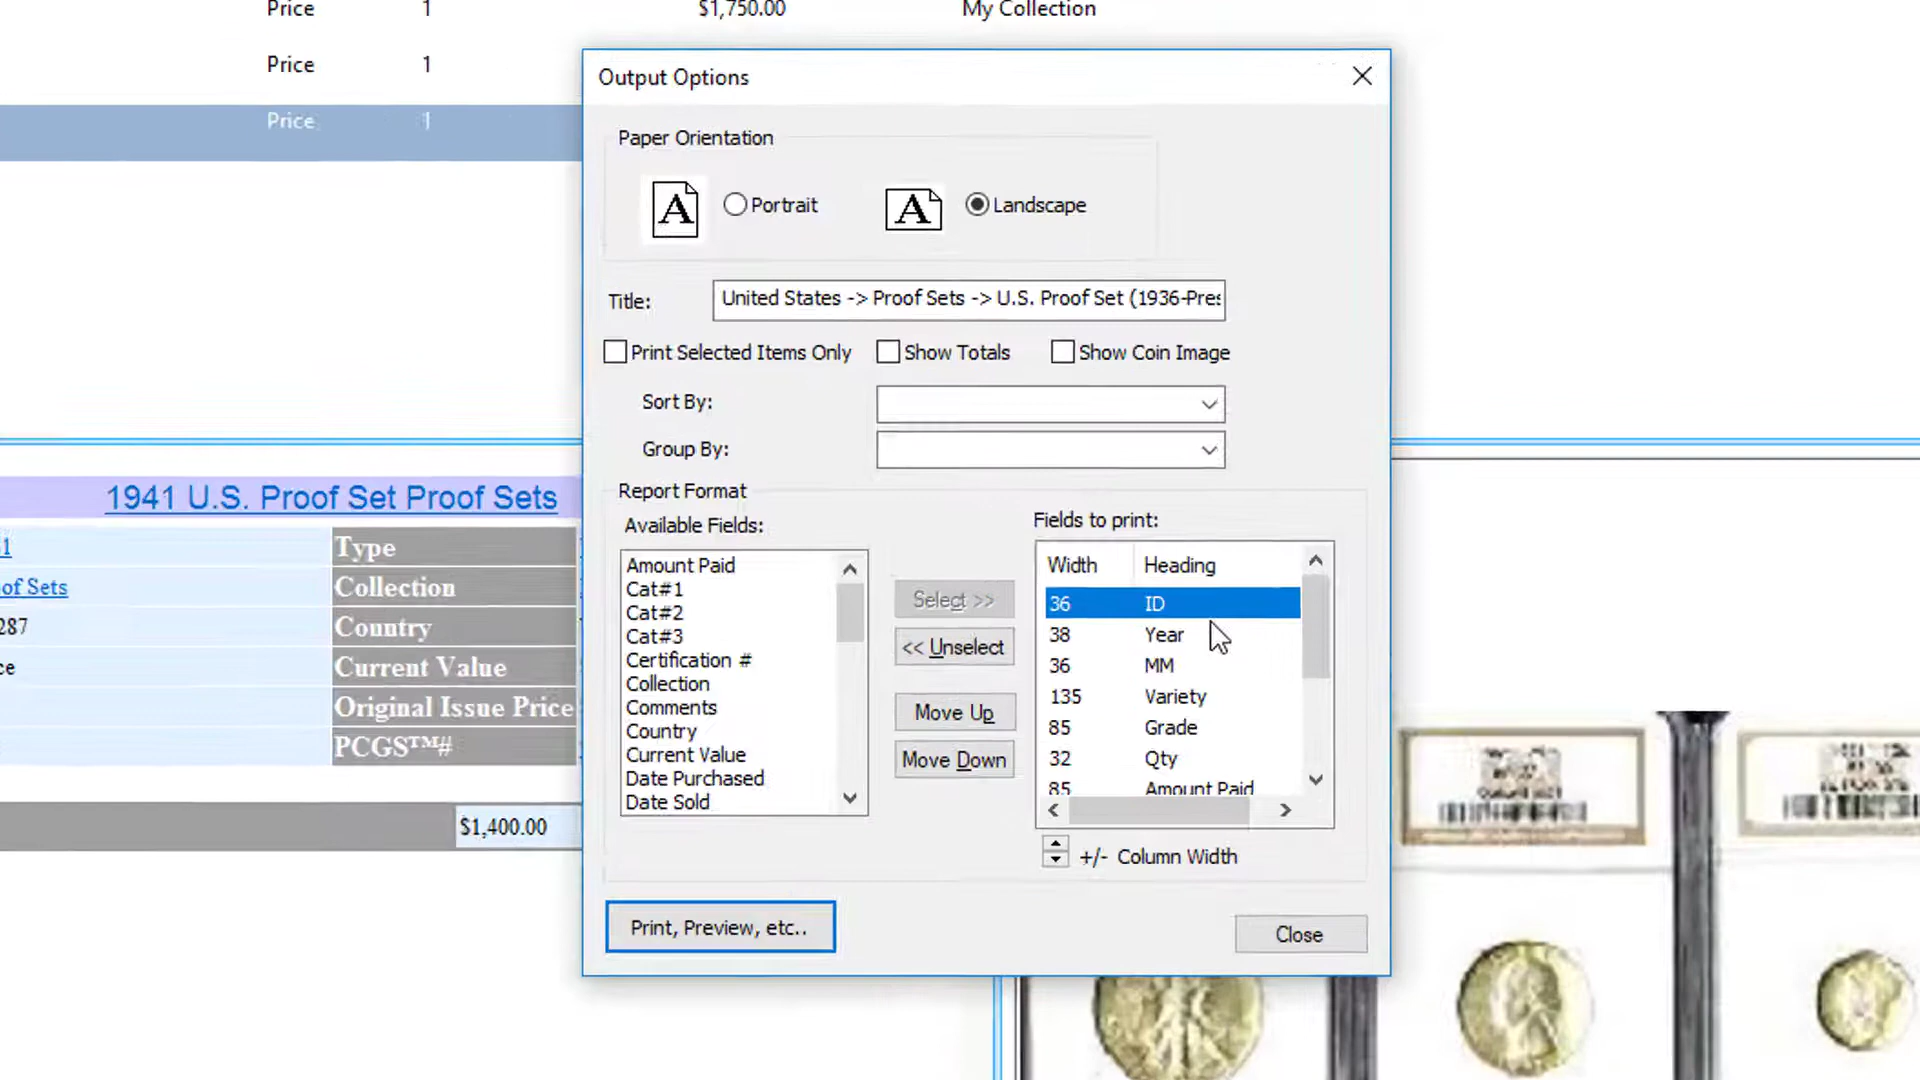 Price 1 $1,750.00 My Collection
Price 1
Price 1
Output Options
Paper Orientation
A Portrait A Landscape
Title: United States -> Proof Sets -> U.S. Proof Set (1936-Pres
Print Selected Items Only Show Totals Show Coin Image
Sort By:
Group By:
Report Format
Available Fields:
Amount Paid
Cat#1
Cat#2
Cat#3
Certification #
Collection
Comments
Country
Current Value
Date Purchased
Date Sold
Select >>
<< Unselect
Move Up
Move Down
Fields to print:
Width Heading
36 ID
38 Year
36 MM
135 Variety
85 Grade
32 Qty
85 Amount Paid
+/- Column Width
Print, Preview, etc..
Close
1941 U.S. Proof Set Proof Sets
1 Type
of Sets Collection
287 Country
ce Current Value
Original Issue Price
PCGS™#
$1,400.00